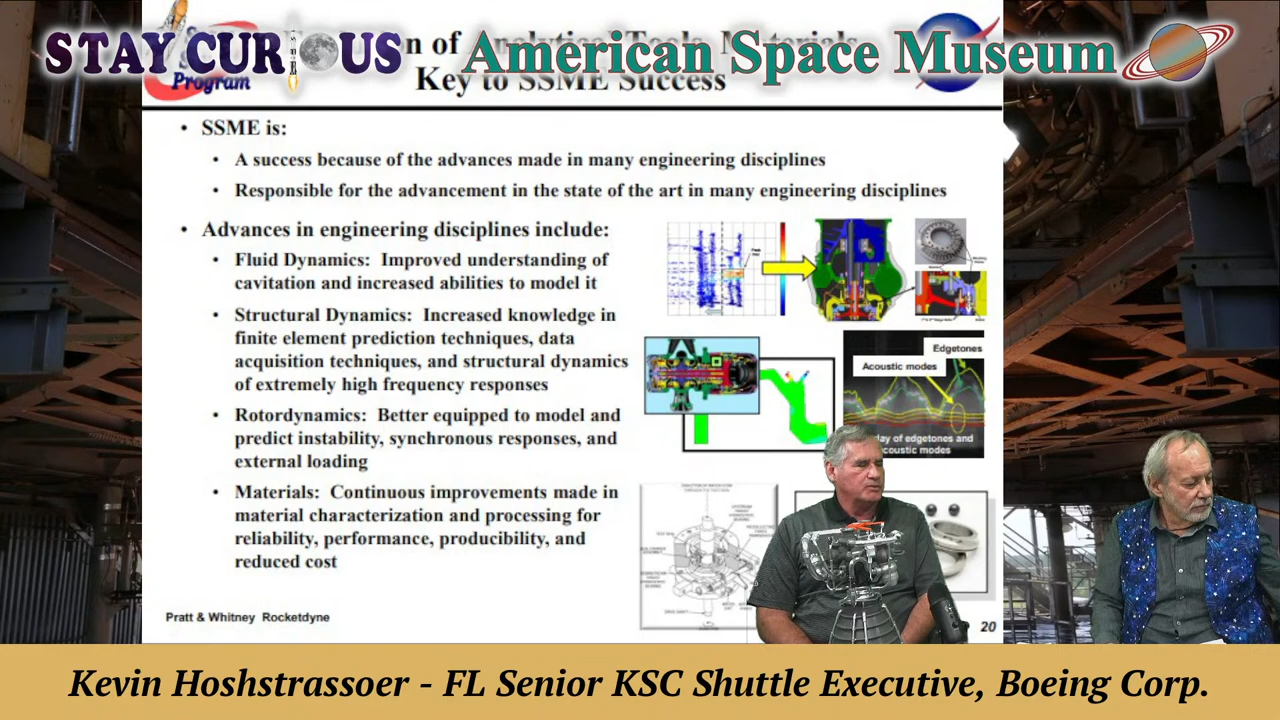 STAY CURIOUS American Space Museum
Program
Key to SSME Success
• SSME is:
• A success because of the advances made in many engineering disciplines
• Responsible for the advancement in the state of the art in many engineering disciplines
• Advances in engineering disciplines include:
• Fluid Dynamics: Improved understanding of
cavitation and increased abilities to model it
• Structural Dynamics: Increased knowledge in
finite element prediction techniques, data
acquisition techniques, and structural dynamics
of extremely high frequency responses
• Rotordynamics: Better equipped to model and
predict instability, synchronous responses, and
external loading
• Materials: Continuous improvements made in
material characterization and processing for
reliability, performance, producibility, and
reduced cost
Edgetones
Acoustic modes
of edgetones and
modes
Pratt & Whitney Rocketdyne
20
Kevin Hoshstrassoer - FL Senior KSC Shuttle Executive, Boeing Corp.